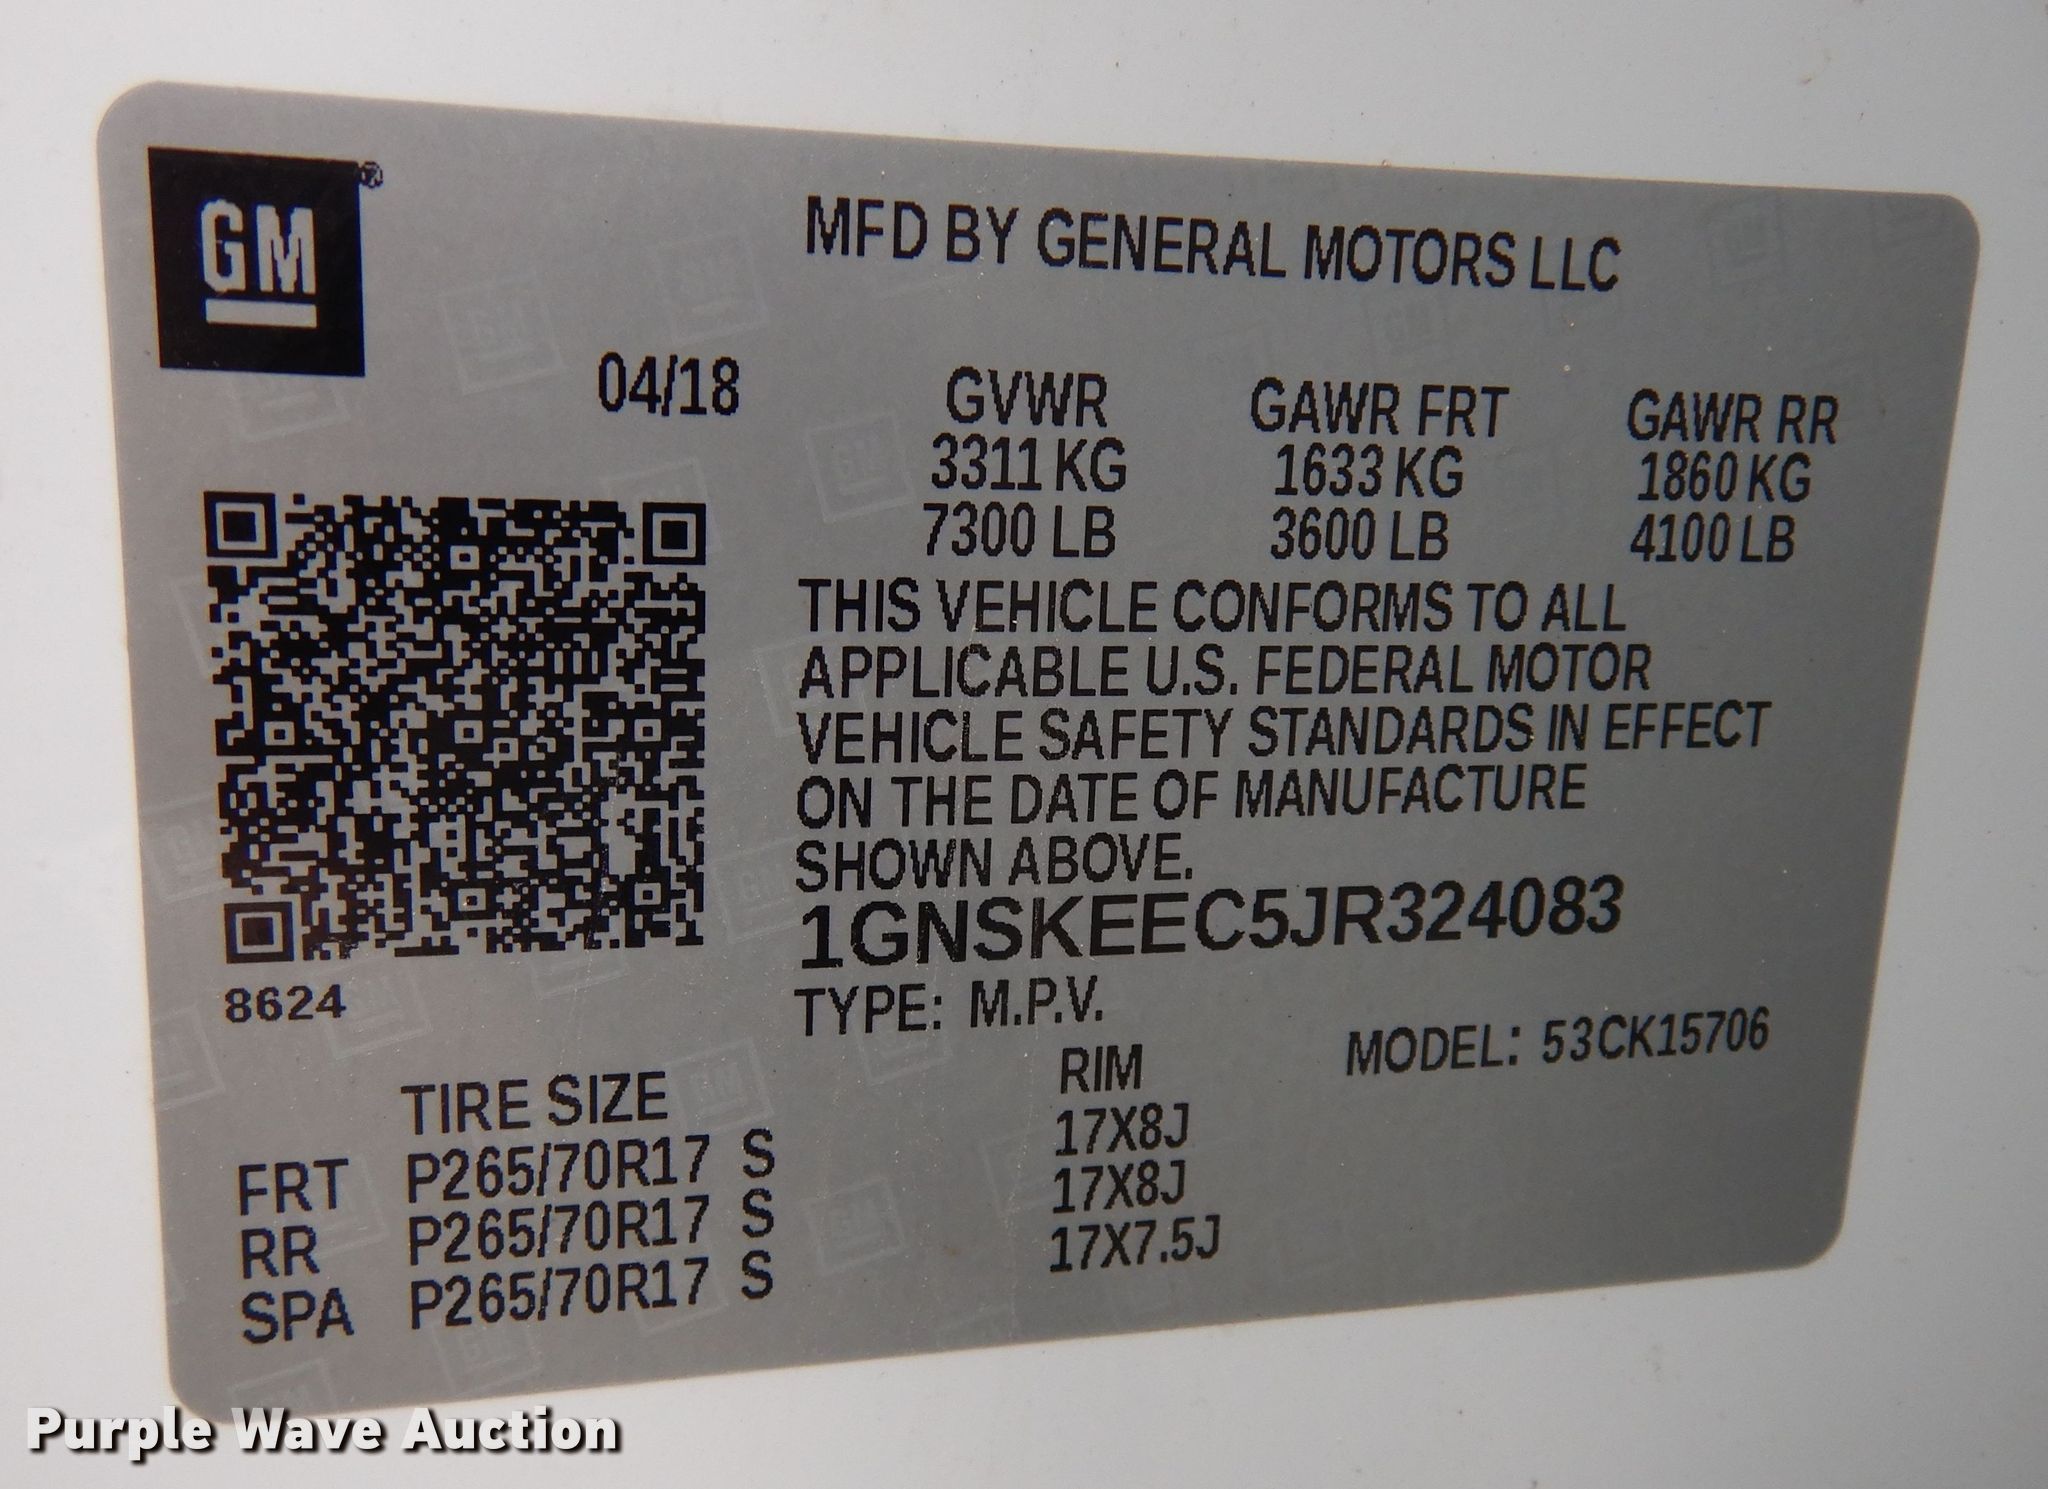 GM®
MFD BY GENERAL MOTORS LLC
04/18
GVWR GAWR FRT GAWR RR
3311 KG 1633 KG 1860 KG
7300 LB 3600 LB 4100 LB
THIS VEHICLE CONFORMS TO ALL
APPLICABLE U.S. FEDERAL MOTOR
VEHICLE SAFETY STANDARDS IN EFFECT
ON THE DATE OF MANUFACTURE
SHOWN ABOVE.
1GNSKEEC5JR324083
8624
TYPE: M.P.V.
MODEL: 53CK15706
TIRE SIZE RIM
FRT P265/70R17 S 17X8J
RR P265/70R17 S 17X8J
SPA P265/70R17 S 17X7.5J
Purple Wave Auction